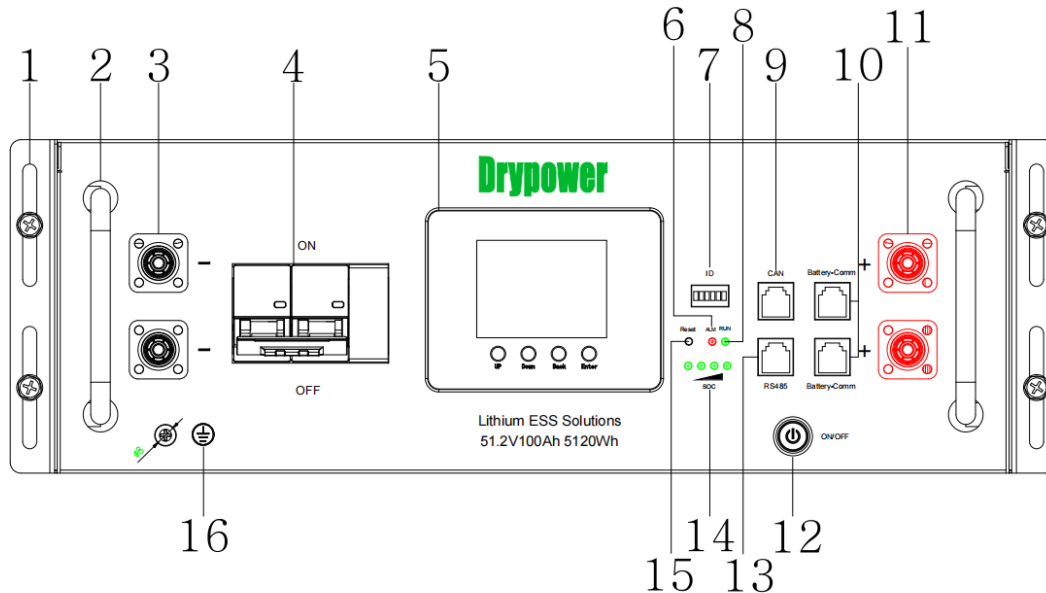 1 2 3 4 5 6 7 8 9 10 11
Drypower
ON
OFF
- -
UP Down Back Enter
ID
Reset ALM RUN
SOC
CAN Battery-Comm +
RS485 Battery-Comm +
ON/OFF
Lithium ESS Solutions
51.2V100Ah 5120Wh
ø8
16 15 14 13 12